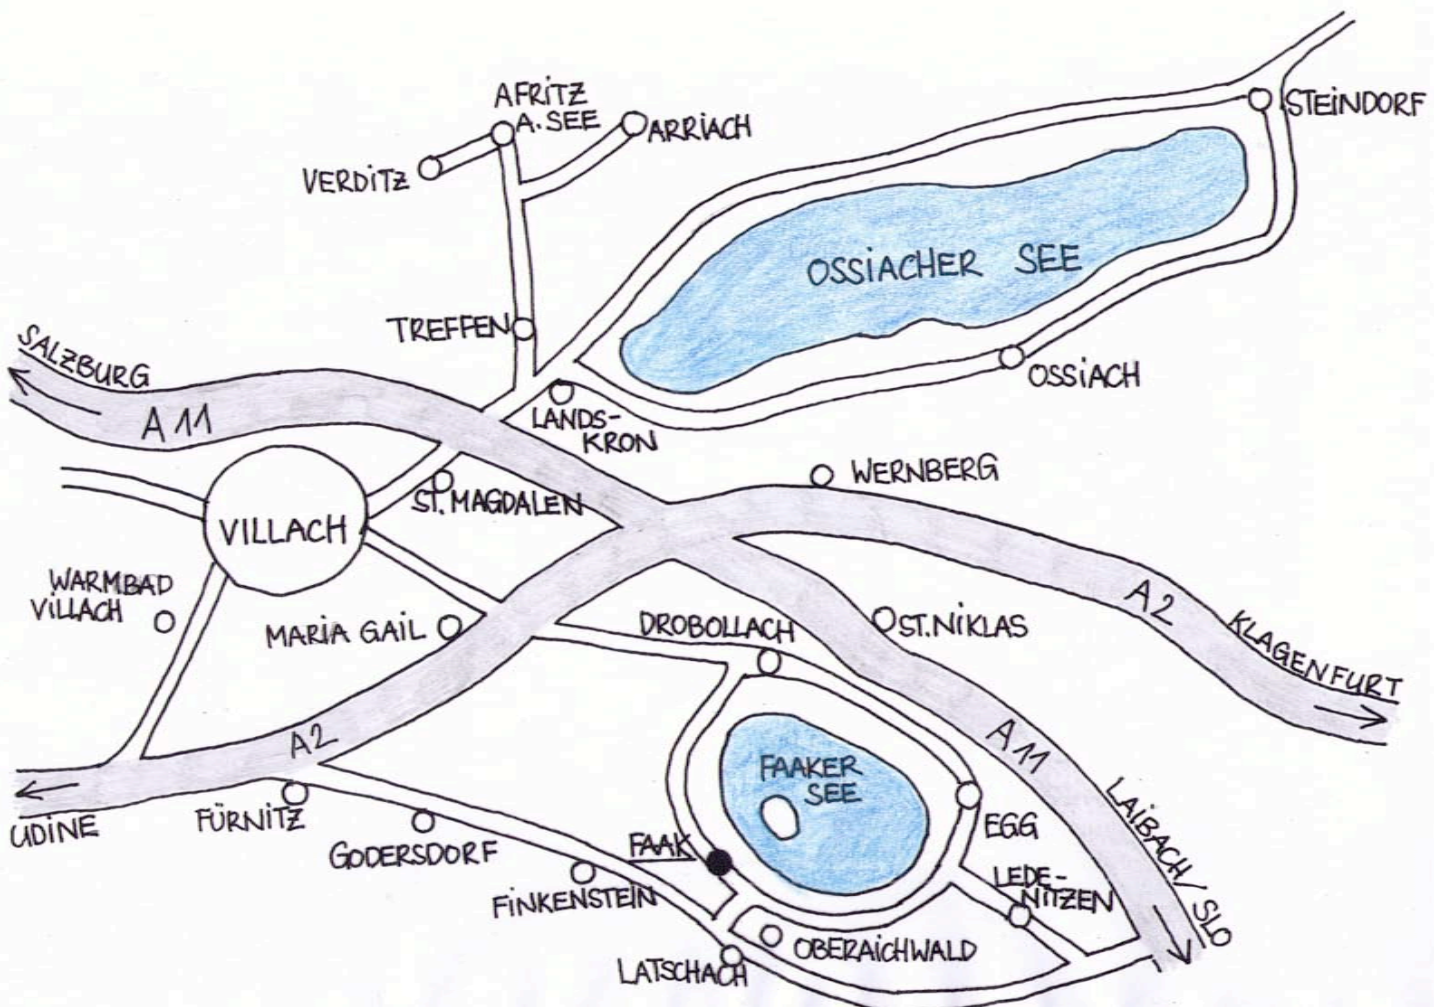 AFRITZ
A. SEE
ARRIACH
STEINDORF
VERDITZ
OSSIACHER SEE
TREFFEN
SALZBURG
A 11
OSSIACH
LANDS-
KRON
WERNBERG
ST. MAGDALEN
VILLACH
WARMBAD
VILLACH
MARIA GAIL
DROBOLLACH
ST. NIKLAS
A2
KLAGENFURT
A2
A 11
FAAKER
SEE
UDINE
FÜRNITZ
GODERSDORF
FAAK
EGG
LAIBACH/SLO
LEDE-
NITZEN
FINKENSTEIN
OBERAICHWALD
LATSCHACH